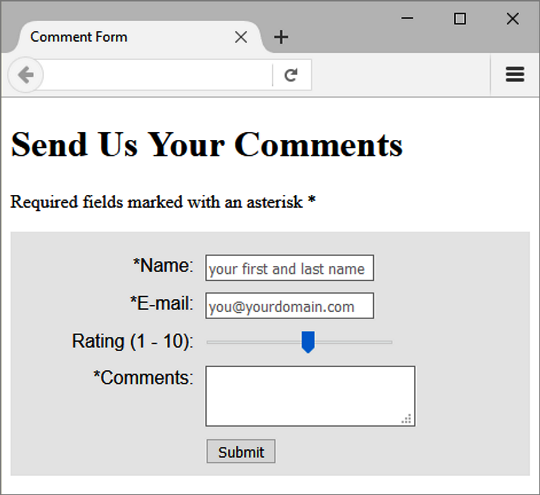 Comment Form
Send Us Your Comments
Required fields marked with an asterisk *
*Name: your first and last name
*E-mail: you@yourdomain.com
Rating (1 - 10):
*Comments:
Submit